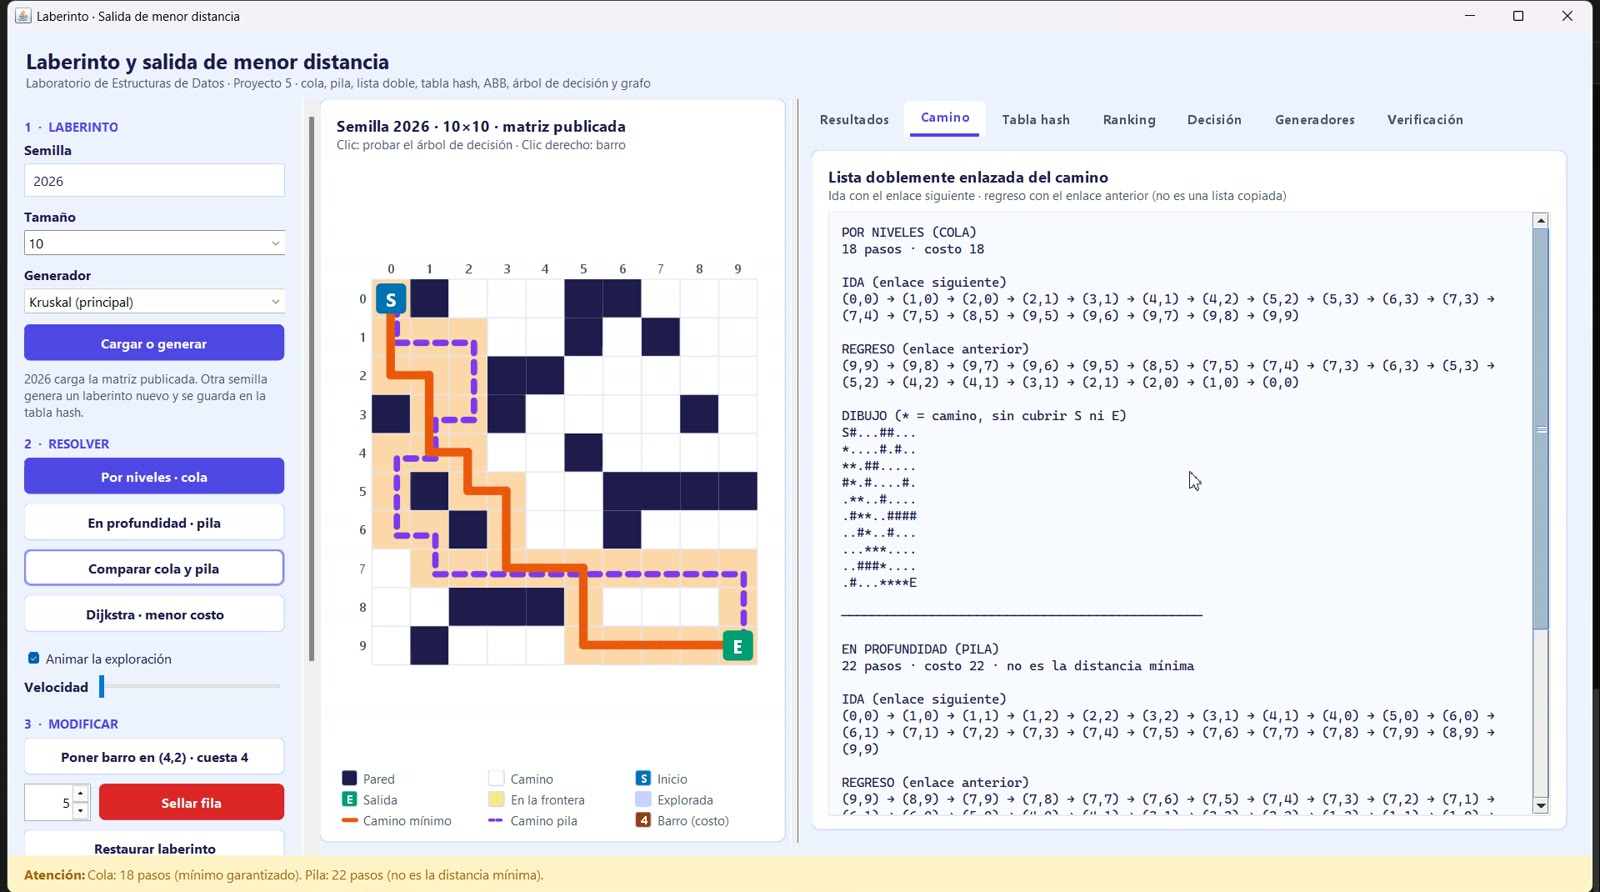 Laberinto · Salida de menor distancia
Laberinto y salida de menor distancia
Laboratorio de Estructuras de Datos · Proyecto 5 · cola, pila, lista doble, tabla hash, ABB, árbol de decisión y grafo
1 · LABERINTO
Semilla
2026
Tamaño
10
Generador
Kruskal (principal)
Cargar o generar
2026 carga la matriz publicada. Otra semilla
genera un laberinto nuevo y se guarda en la
tabla hash.
2 · RESOLVER
Por niveles · cola
En profundidad · pila
Comparar cola y pila
Dijkstra · menor costo
Animar la exploración
Velocidad
3 · MODIFICAR
Poner barro en (4,2) · cuesta 4
5
Sellar fila
Restaurar laberinto
Semilla 2026 · 10×10 · matriz publicada
Clic: probar el árbol de decisión · Clic derecho: barro
0 1 2 3 4 5 6 7 8 9
0
S
1
2
3
4
5
6
7
8
9
E
Pared
Camino
S Inicio
E Salida
En la frontera
Explorada
Camino mínimo
Camino pila
4 Barro (costo)
Resultados Camino Tabla hash Ranking Decisión Generadores Verificación
Lista doblemente enlazada del camino
Ida con el enlace siguiente · regreso con el enlace anterior (no es una lista copiada)
POR NIVELES (COLA)
18 pasos · costo 18
IDA (enlace siguiente)
(0,0) → (1,0) → (2,0) → (2,1) → (3,1) → (4,1) → (4,2) → (5,2) → (5,3) → (6,3) → (7,3) →
(7,4) → (7,5) → (8,5) → (9,5) → (9,6) → (9,7) → (9,8) → (9,9)
REGRESO (enlace anterior)
(9,9) → (9,8) → (9,7) → (9,6) → (9,5) → (8,5) → (7,5) → (7,4) → (7,3) → (6,3) → (5,3) →
(5,2) → (4,2) → (4,1) → (3,1) → (2,1) → (2,0) → (1,0) → (0,0)
DIBUJO (* = camino, sin cubrir S ni E)
S#...##...
*....#.#..
**.##.....
#*.#....#.
.**..#....
.#**..####
..#*..#...
...***....
..###*....
.#...****E
EN PROFUNDIDAD (PILA)
22 pasos · costo 22 · no es la distancia mínima
IDA (enlace siguiente)
(0,0) → (1,0) → (1,1) → (1,2) → (2,2) → (3,2) → (3,1) → (4,1) → (4,0) → (5,0) → (6,0) →
(6,1) → (7,1) → (7,2) → (7,3) → (7,4) → (7,5) → (7,6) → (7,7) → (7,8) → (7,9) → (8,9) →
(9,9)
REGRESO (enlace anterior)
(9,9) → (8,9) → (7,9) → (7,8) → (7,7) → (7,6) → (7,5) → (7,4) → (7,3) → (7,2) → (7,1) →
Atención: Cola: 18 pasos (mínimo garantizado). Pila: 22 pasos (no es la distancia mínima).